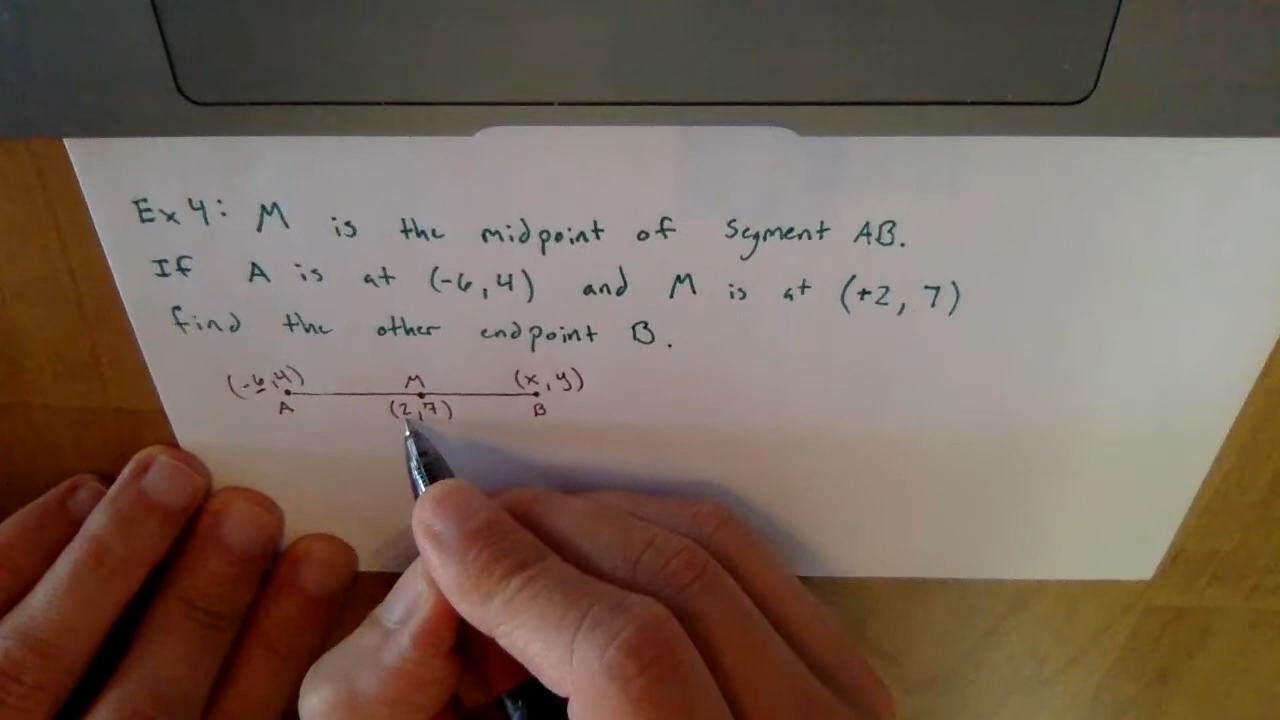 Ex 4: M is the midpoint of segment AB.
If A is at (-6, 4) and M is at (+2, 7)
find the other endpoint B.
(-6, 4) M (x, y)
A (2, 7) B